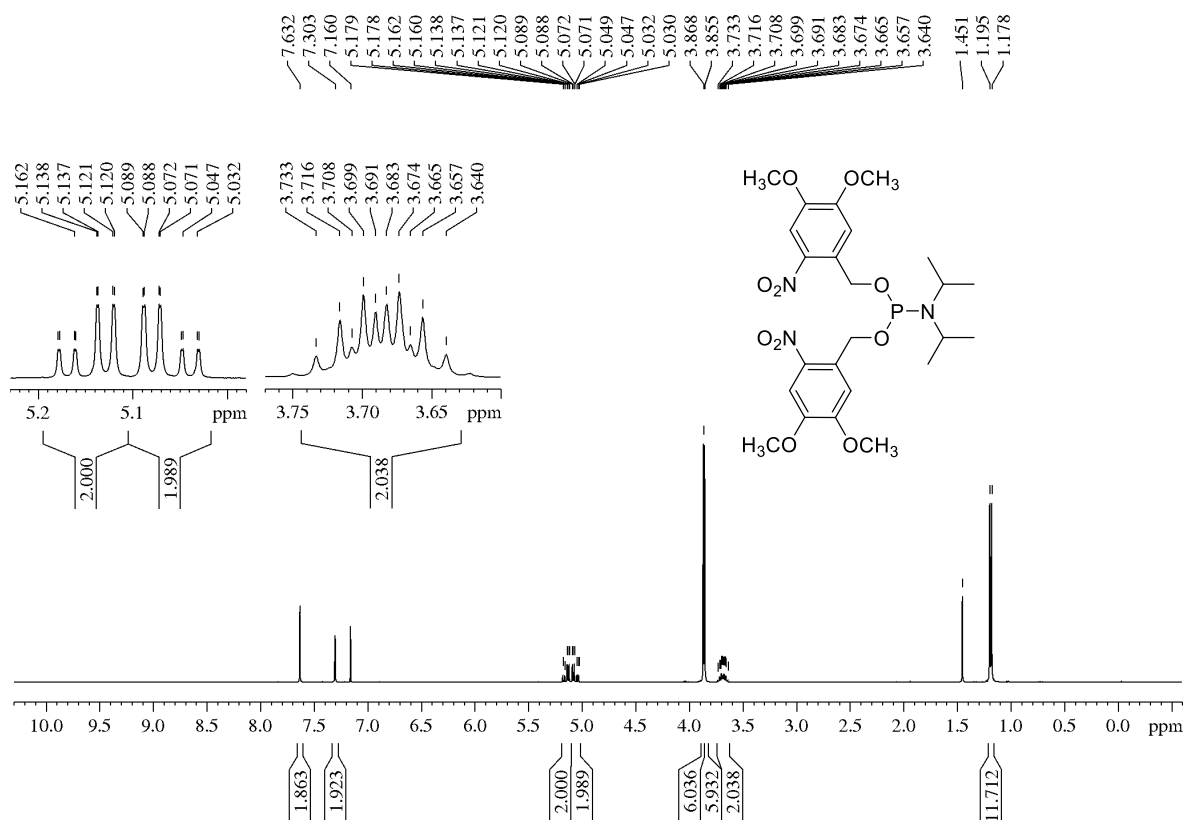 7.632 7.303 7.160 5.179 5.178 5.162 5.160 5.138 5.137 5.121 5.120 5.089 5.088 5.072 5.071 5.049 5.047 5.032 5.030 3.868 3.855 3.733 3.716 3.708 3.699 3.691 3.683 3.674 3.665 3.657 3.640 1.451 1.195 1.178
5.162 5.138 5.137 5.121 5.120 5.089 5.088 5.072 5.071 5.047 5.032
3.733 3.716 3.708 3.699 3.691 3.683 3.674 3.665 3.657 3.640
H3CO OCH3
O2N O
P N
O2N O
H3CO OCH3
5.2 5.1 ppm
3.75 3.70 3.65 ppm
2.000 1.989
2.038
10.0 9.5 9.0 8.5 8.0 7.5 7.0 6.5 6.0 5.5 5.0 4.5 4.0 3.5 3.0 2.5 2.0 1.5 1.0 0.5 0.0 ppm
1.863 1.923 2.000 1.989 6.036 5.932 2.038 11.712